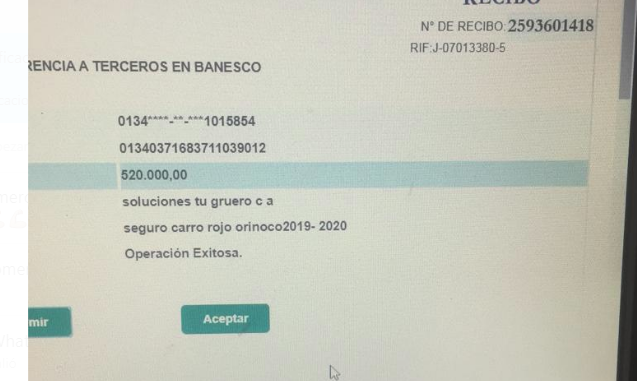 RECIBO
N° DE RECIBO: 2593601418
RIF:J-07013380-5
RENCIA A TERCEROS EN BANESCO
0134****-**-***1015854
01340371683711039012
520.000,00
soluciones tu gruero c a
seguro carro rojo orinoco2019- 2020
Operación Exitosa.
mir
Aceptar